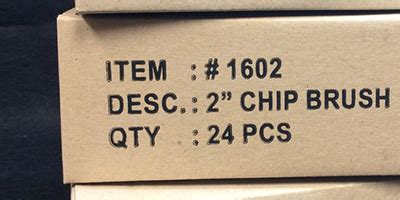 ITEM : # 1602
DESC. : 2” CHIP BRUSH
QTY : 24 PCS